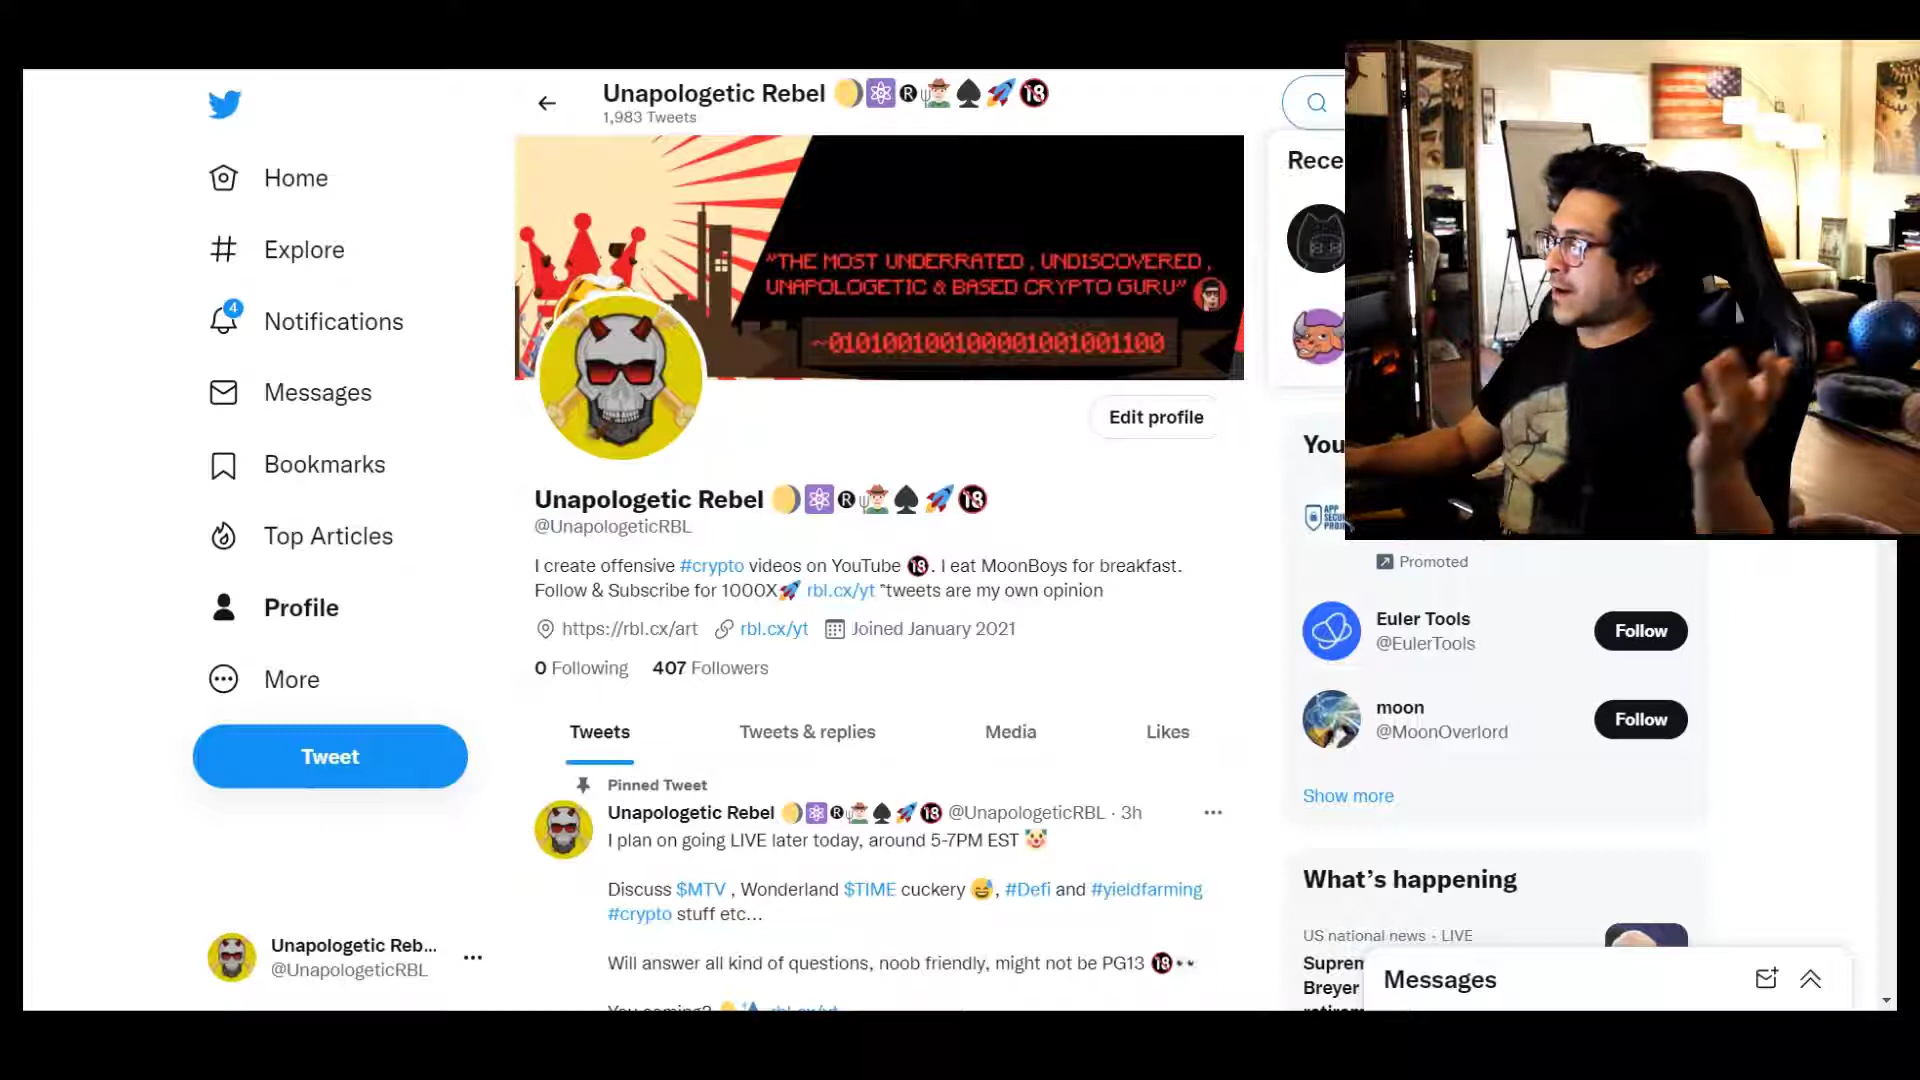 Unapologetic Rebel 🌖⚛️®️👨🏻‍🌾♠️🚀🔞
1,983 Tweets
Home
Explore
4
Notifications
Messages
Bookmarks
Top Articles
Profile
More
Tweet
Unapologetic Reb...
@UnapologeticRBL
"THE MOST UNDERRATED , UNDISCOVERED ,
UNAPOLOGETIC & BASED CRYPTO GURU"
Edit profile
Unapologetic Rebel 🌖⚛️®️👨🏻‍🌾♠️🚀🔞
@UnapologeticRBL
I create offensive #crypto videos on YouTube 🔞. I eat MoonBoys for breakfast.
Follow & Subscribe for 1000X🚀 rbl.cx/yt *tweets are my own opinion
https://rbl.cx/art rbl.cx/yt Joined January 2021
0 Following 407 Followers
Tweets Tweets & replies Media Likes
Pinned Tweet
Unapologetic Rebel 🌖⚛️®️👨🏻‍🌾♠️🚀🔞 @UnapologeticRBL · 3h
I plan on going LIVE later today, around 5-7PM EST 🤡
Discuss $MTV , Wonderland $TIME cuckery 😅, #Defi and #yieldfarming
#crypto stuff etc...
Will answer all kind of questions, noob friendly, might not be PG13 🔞👀
Rece
You
Promoted
Euler Tools
@EulerTools
Follow
moon
@MoonOverlord
Follow
Show more
What's happening
US national news · LIVE
Suprem
Breyer
Messages